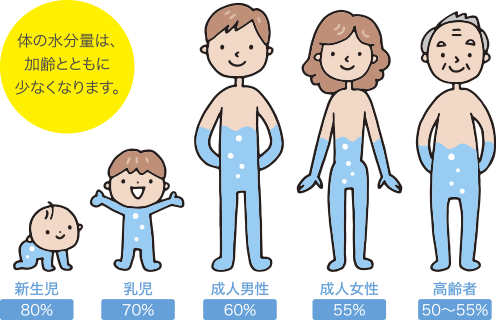 体の水分量は、
加齢とともに
少なくなります。
新生児
乳児
成人男性
成人女性
高齢者
80%
70%
60%
55%
50〜55%